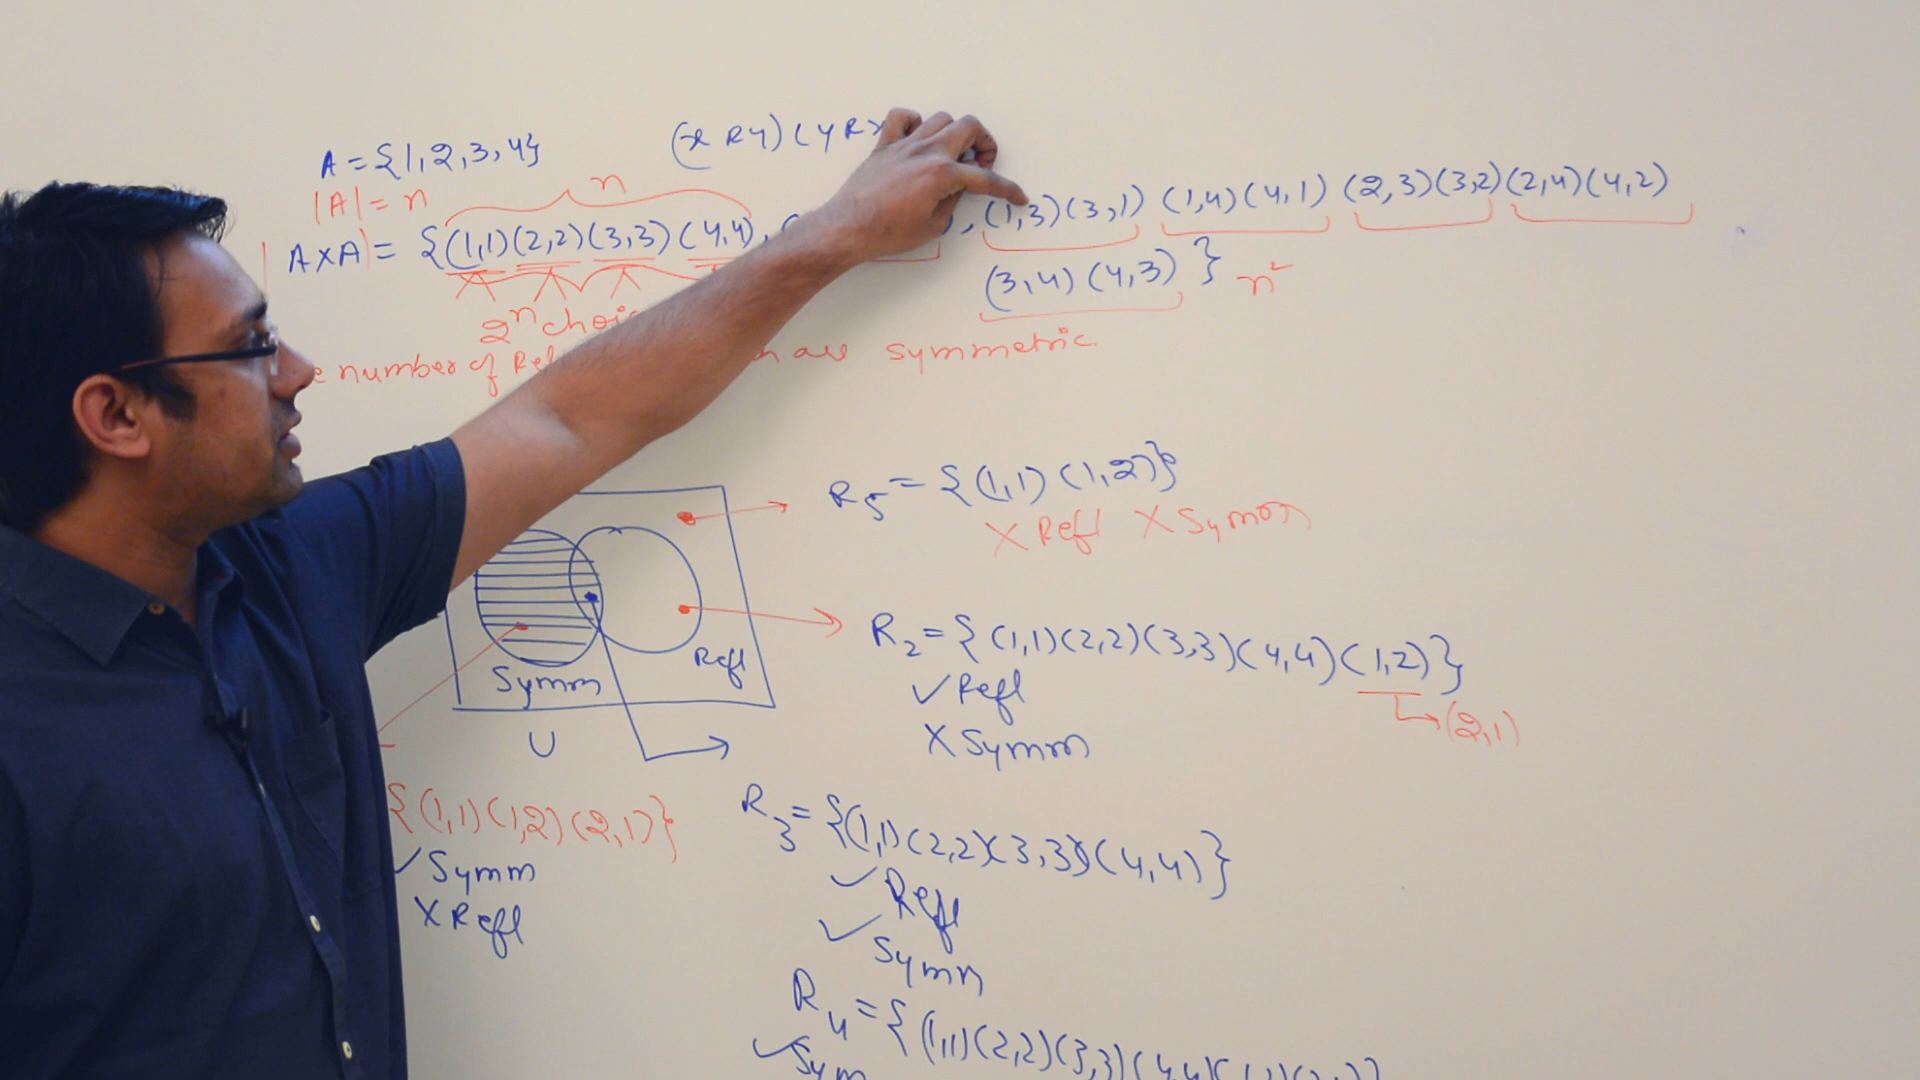 A = {1,2,3,4}
(x R y) (y R x
|A| = n
n
|A×A| = {(1,1)(2,2)(3,3)(4,4), , (1,3)(3,1) (1,4)(4,1) (2,3)(3,2)(2,4)(4,2)
(3,4)(4,3) } n²
2ⁿ
number of are symmetric
R5 = {(1,1)(1,2)}
X Refl X Symm
R2 = {(1,1)(2,2)(3,3)(4,4)(1,2)}
✓ Refl
→(2,1)
X Symm
Symm
Refl
U
{(1,1)(1,2)(2,1)}
✓ Symm
X Refl
R3 = {(1,1)(2,2)(3,3)(4,4)}
✓ Refl
✓ Symm
R4 = {(1,1)(2,2)(3,3)(4,4)
✓ Sym